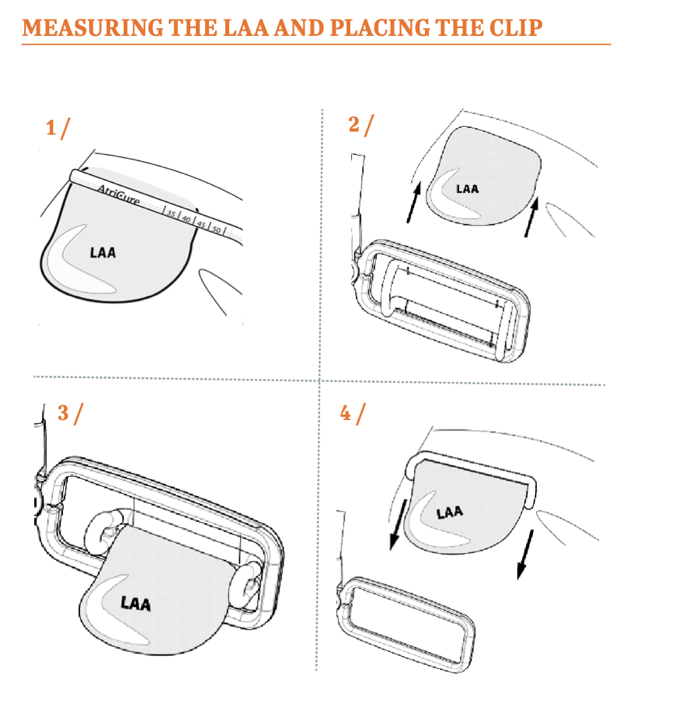 MEASURING THE LAA AND PLACING THE CLIP
1/
AtriCure
35 40 45 50
LAA
2/
LAA
3/
LAA
4/
LAA